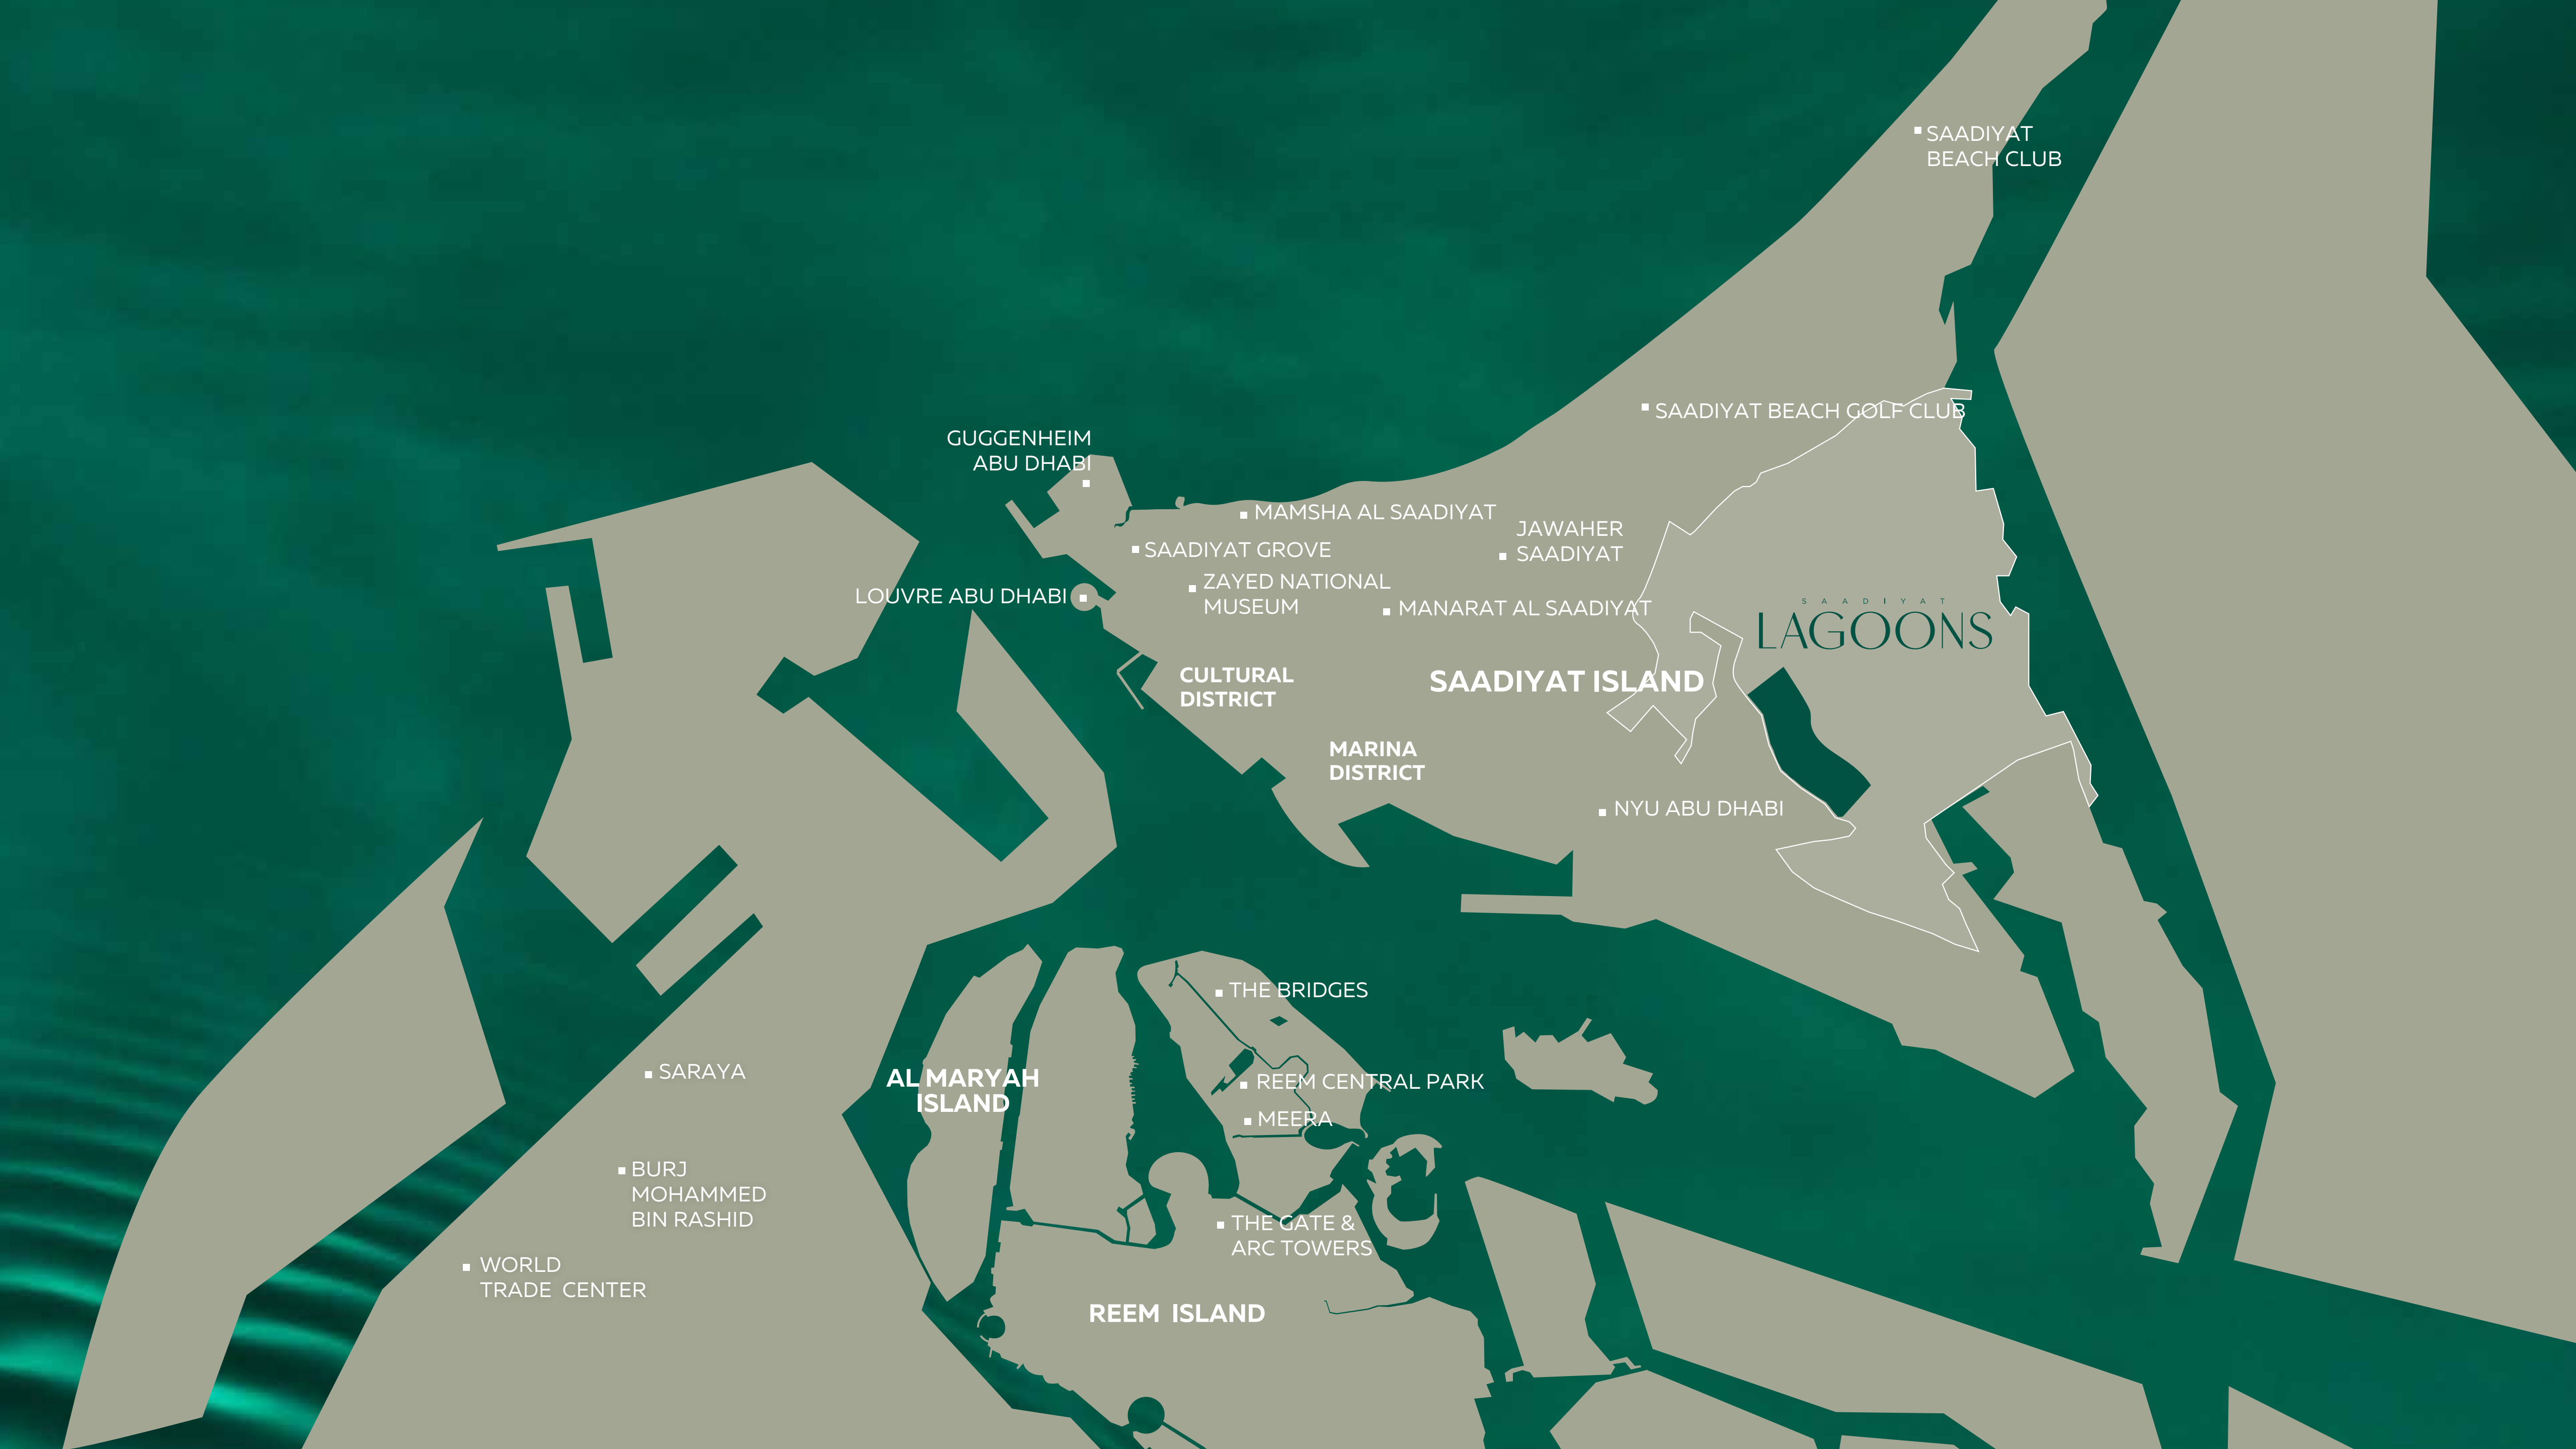 SAADIYAT
BEACH CLUB
SAADIYAT BEACH GOLF CLUB
GUGGENHEIM
ABU DHABI
MAMSHA AL SAADIYAT
JAWAHER
SAADIYAT
SAADIYAT GROVE
ZAYED NATIONAL
MUSEUM
LOUVRE ABU DHABI
MANARAT AL SAADIYAT
SAADIYAT
LAGOONS
CULTURAL
DISTRICT
SAADIYAT ISLAND
MARINA
DISTRICT
NYU ABU DHABI
THE BRIDGES
SARAYA
AL MARYAH
ISLAND
REEM CENTRAL PARK
MEERA
BURJ
MOHAMMED
BIN RASHID
THE GATE &
ARC TOWERS
WORLD
TRADE CENTER
REEM ISLAND